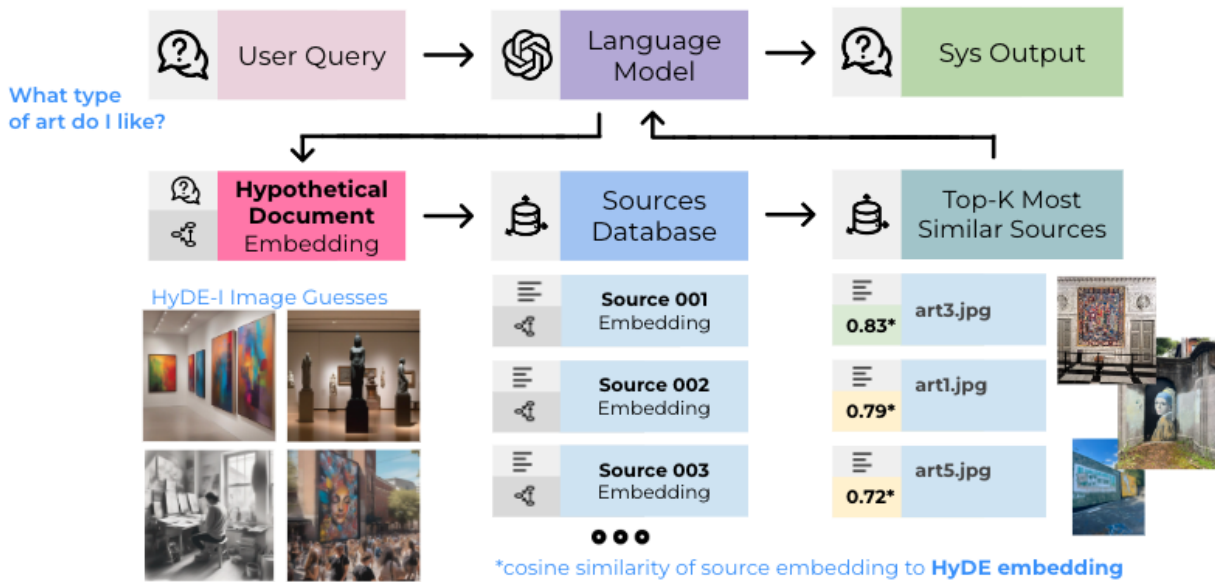 User Query
Language
Model
Sys Output
What type
of art do I like?
Hypothetical
Document
Embedding
Sources
Database
Top-K Most
Similar Sources
HyDE-I Image Guesses
Source 001
Embedding
0.83*
art3.jpg
Source 002
Embedding
0.79*
art1.jpg
Source 003
Embedding
0.72*
art5.jpg
*cosine similarity of source embedding to HyDE embedding